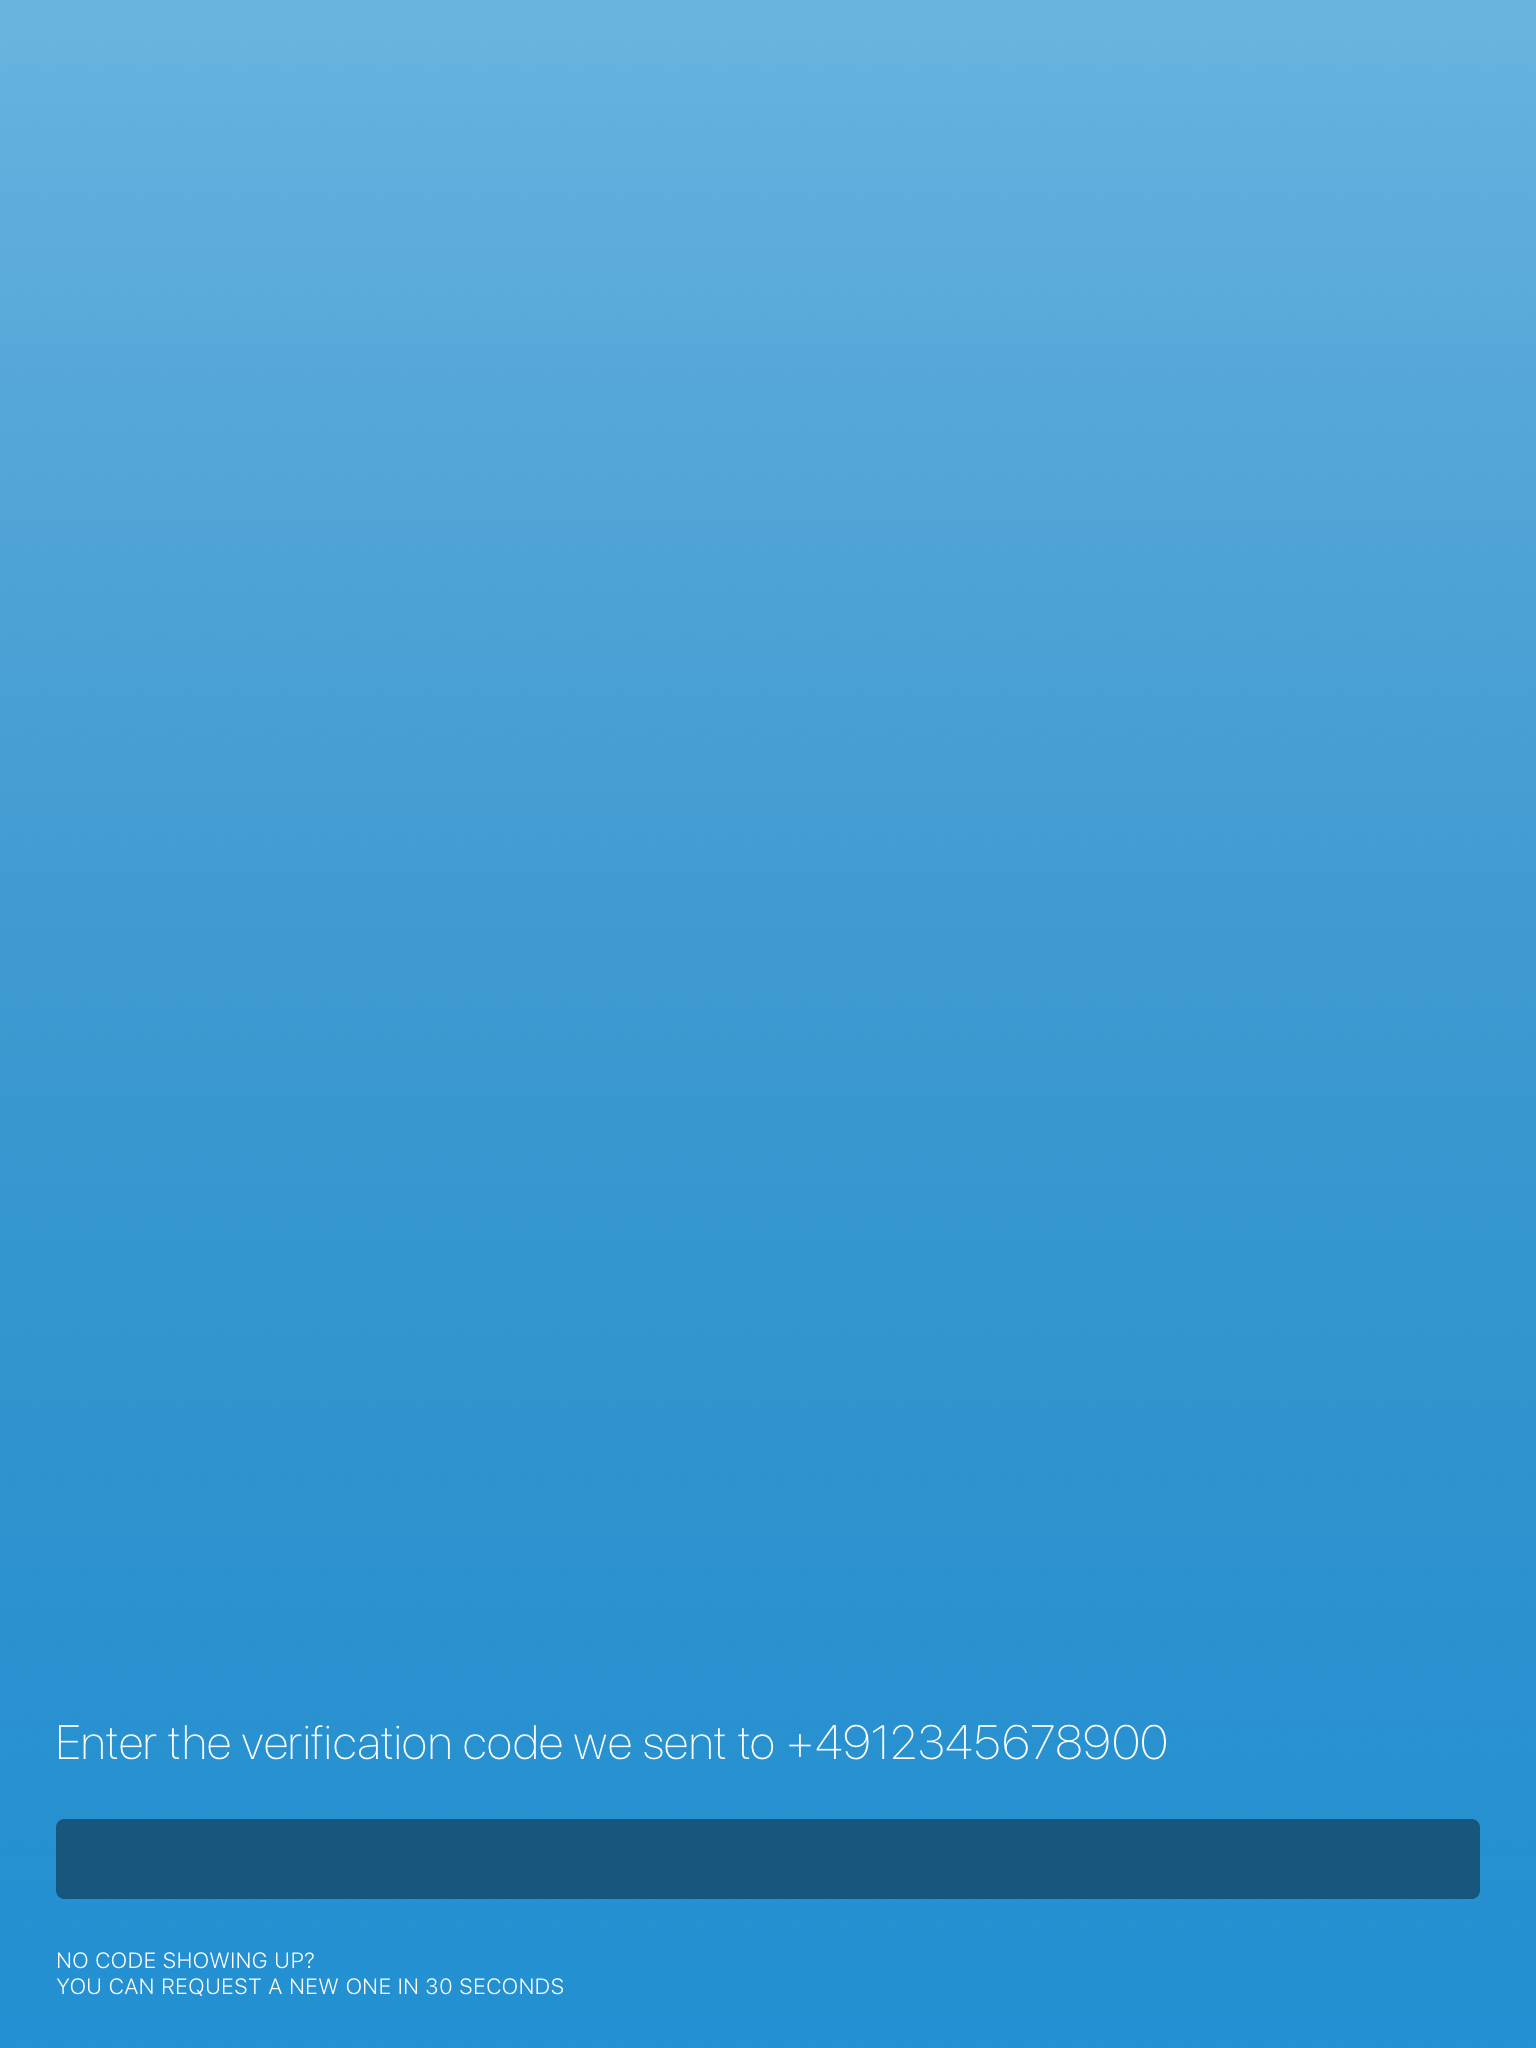 Enter the verification code we sent to +4912345678900
NO CODE SHOWING UP?
YOU CAN REQUEST A NEW ONE IN 30 SECONDS